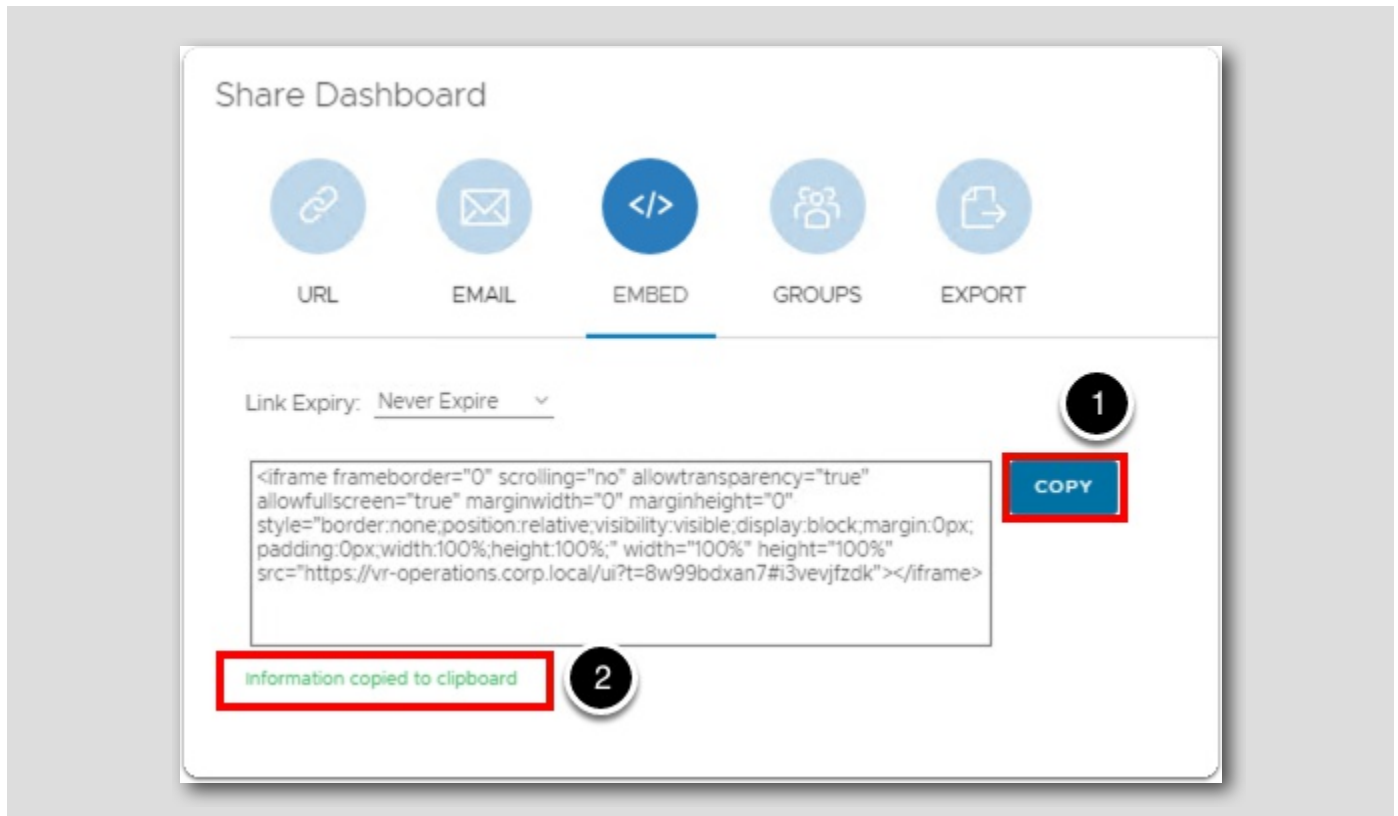 Share Dashboard
</>
URL EMAIL EMBED GROUPS EXPORT
Link Expiry: Never Expire
1
<iframe frameborder="0" scrolling="no" allowtransparency="true"
allowfullscreen="true" marginwidth="0" marginheight="0"
style="border:none;position:relative;visibility:visible;display:block;margin:0px;
padding:0px;width:100%;height:100%;" width="100%" height="100%"
src="https://vr-operations.corp.local/ui?t=8w99bdxan7#i3vevjfzdk"></iframe>
COPY
Information copied to clipboard
2